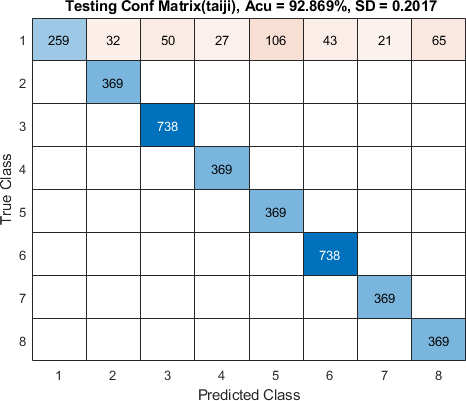 Testing Conf Matrix(taiji), Acu = 92.869%, SD = 0.2017
1 259 32 50 27 106 43 21 65
2 369
3 738
4 369
5 369
6 738
7 369
8 369
True Class
1 2 3 4 5 6 7 8
Predicted Class